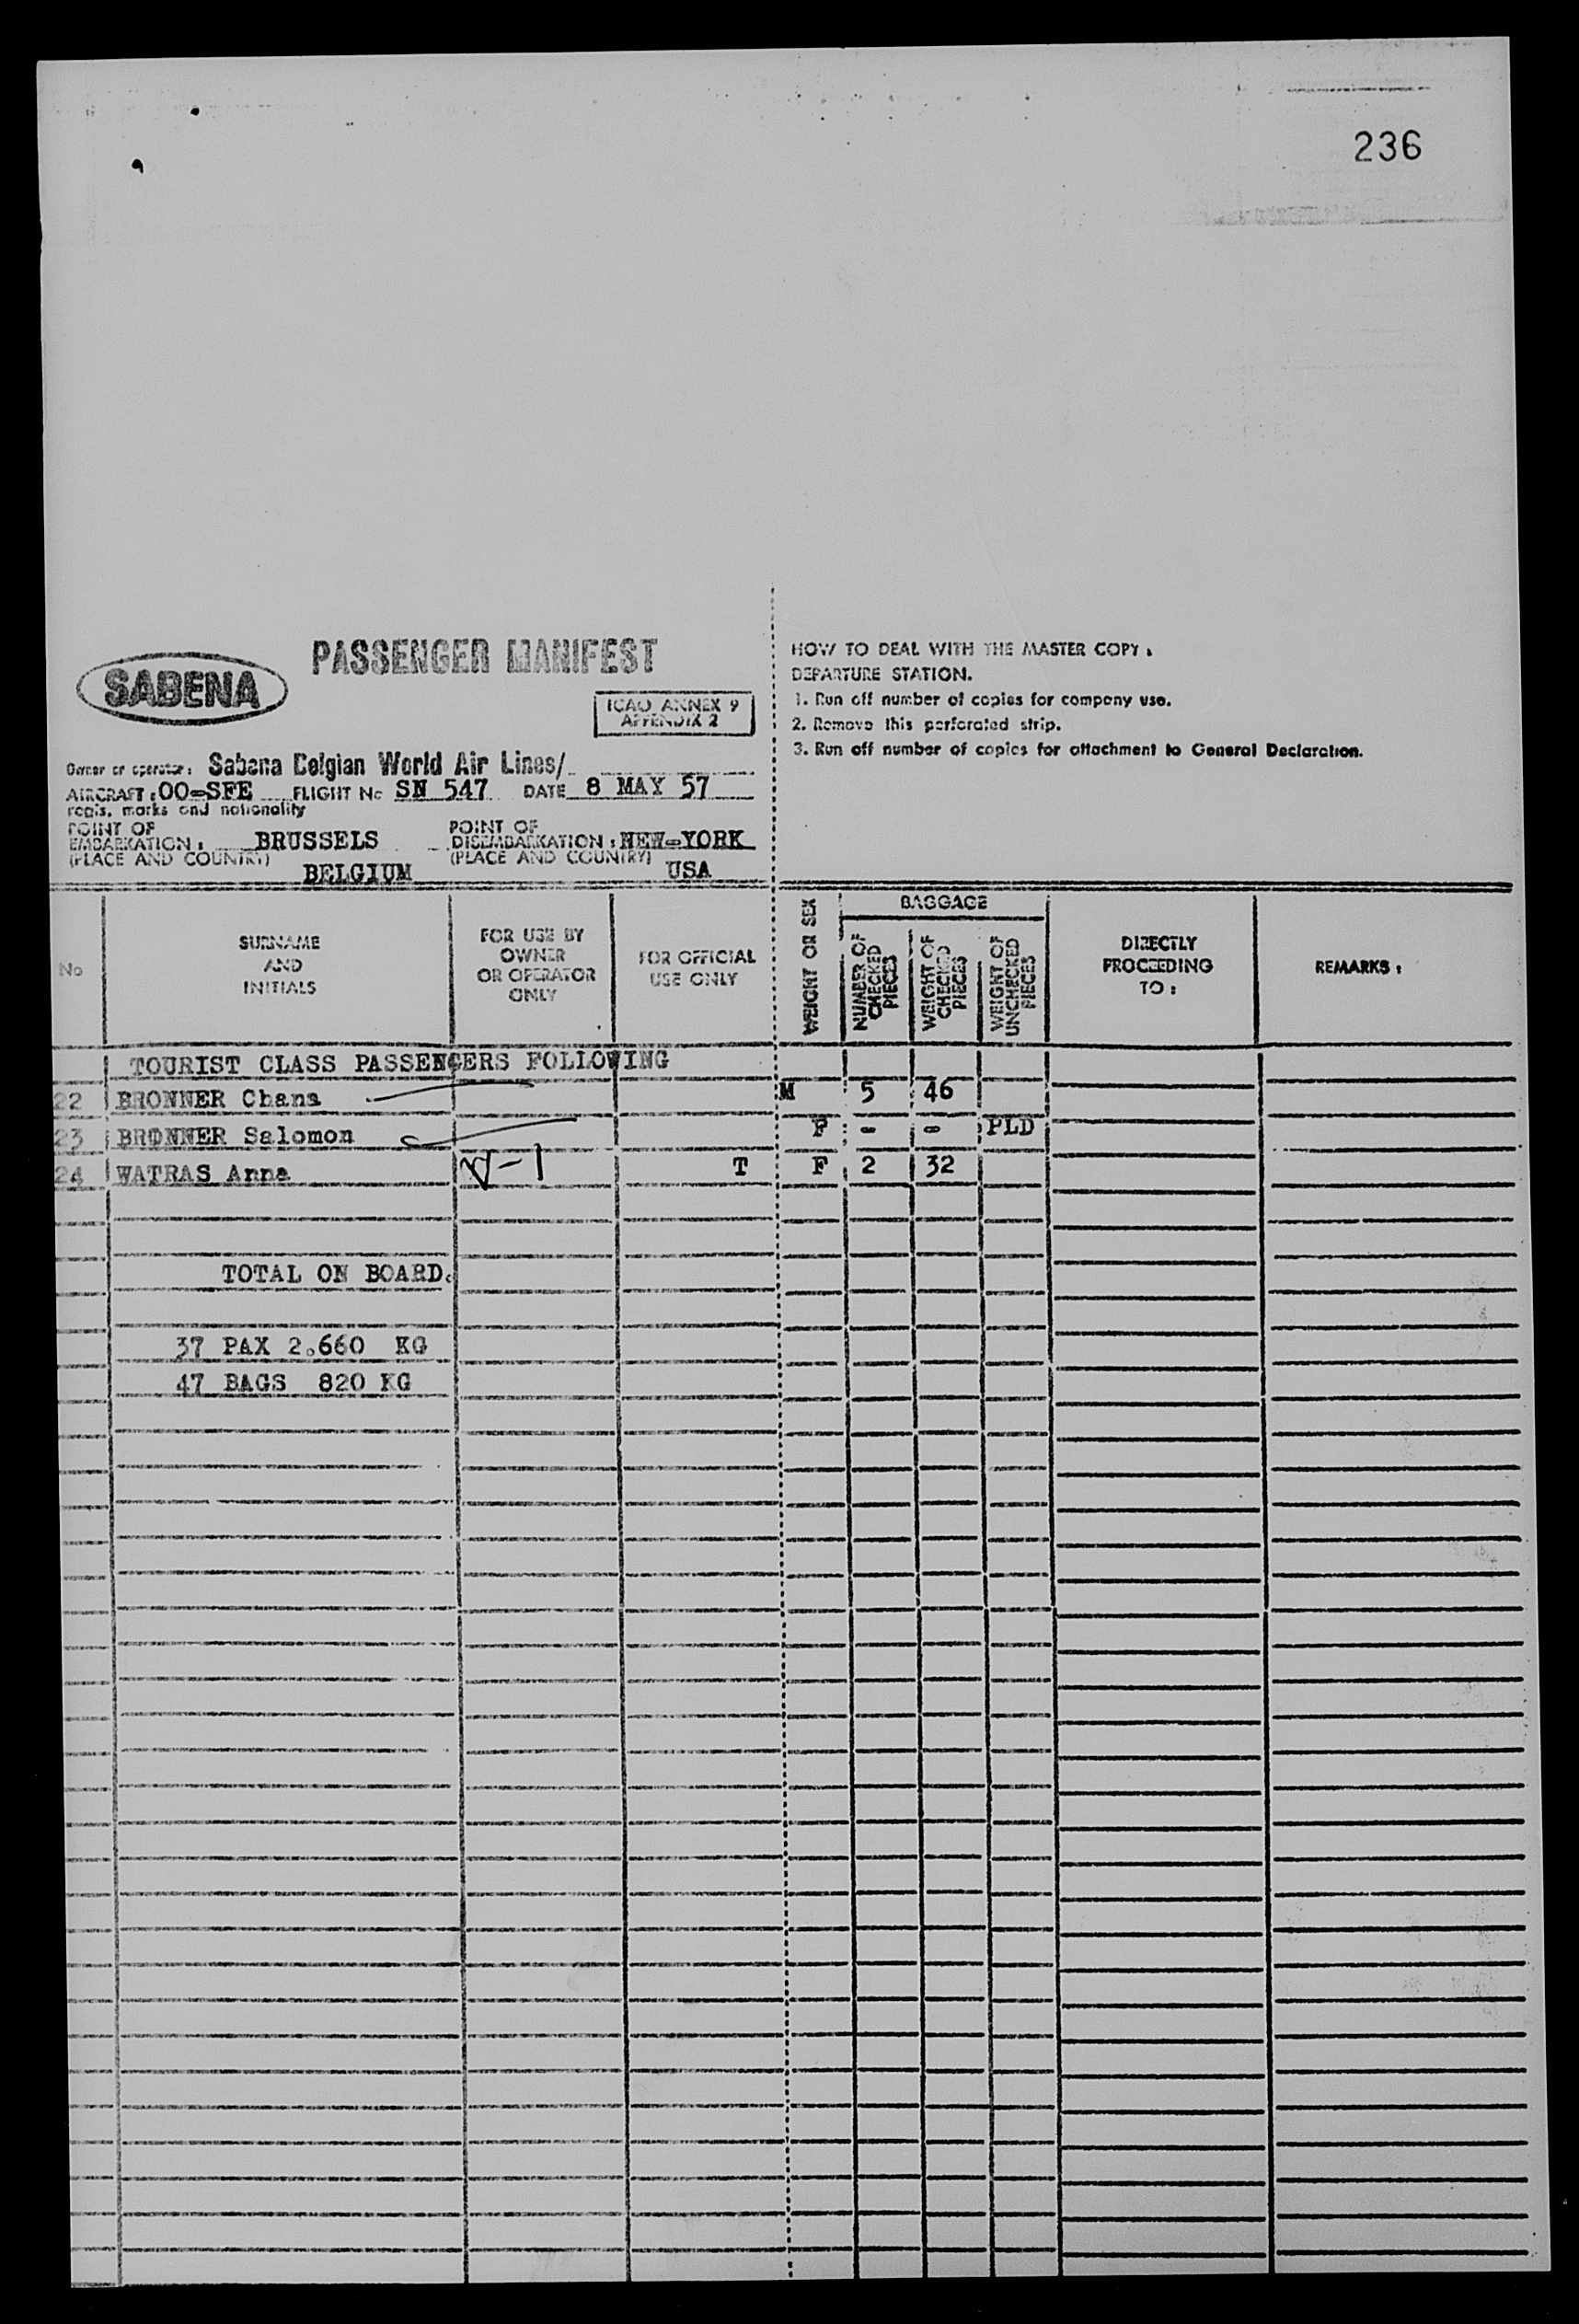 236
PASSENGER MANIFEST
SABENA
ICAO ANNEX 9
APPENDIX 2
Owner or operator: Sabena Belgian World Air Lines/
AIRCRAFT: OO-SFE FLIGHT No SN 547 DATE 8 MAY 57
regis. marks and nationality
POINT OF EMBARKATION: BRUSSELS
(PLACE AND COUNTRY) BELGIUM
POINT OF DISEMBARKATION: NEW-YORK
(PLACE AND COUNTRY) USA
HOW TO DEAL WITH THE MASTER COPY:
DEPARTURE STATION.
1. Run off number of copies for company use.
2. Remove this perforated strip.
3. Run off number of copies for attachment to General Declaration.
No
SURNAME AND INITIALS
FOR USE BY OWNER OR OPERATOR ONLY
FOR OFFICIAL USE ONLY
WEIGHT OR SEX
BAGGAGE
NUMBER OF CHECKED PIECES
WEIGHT OF CHECKED PIECES
WEIGHT OF UNCHECKED PIECES
DIRECTLY PROCEEDING TO:
REMARKS:
TOURIST CLASS PASSENGERS FOLLOWING
22 BRONNER Chana M 5 46
23 BRONNER Salomon F - - PLD
24 WATRAS Anna T F 2 32
TOTAL ON BOARD.
37 PAX 2.660 KG
47 BAGS 820 KG